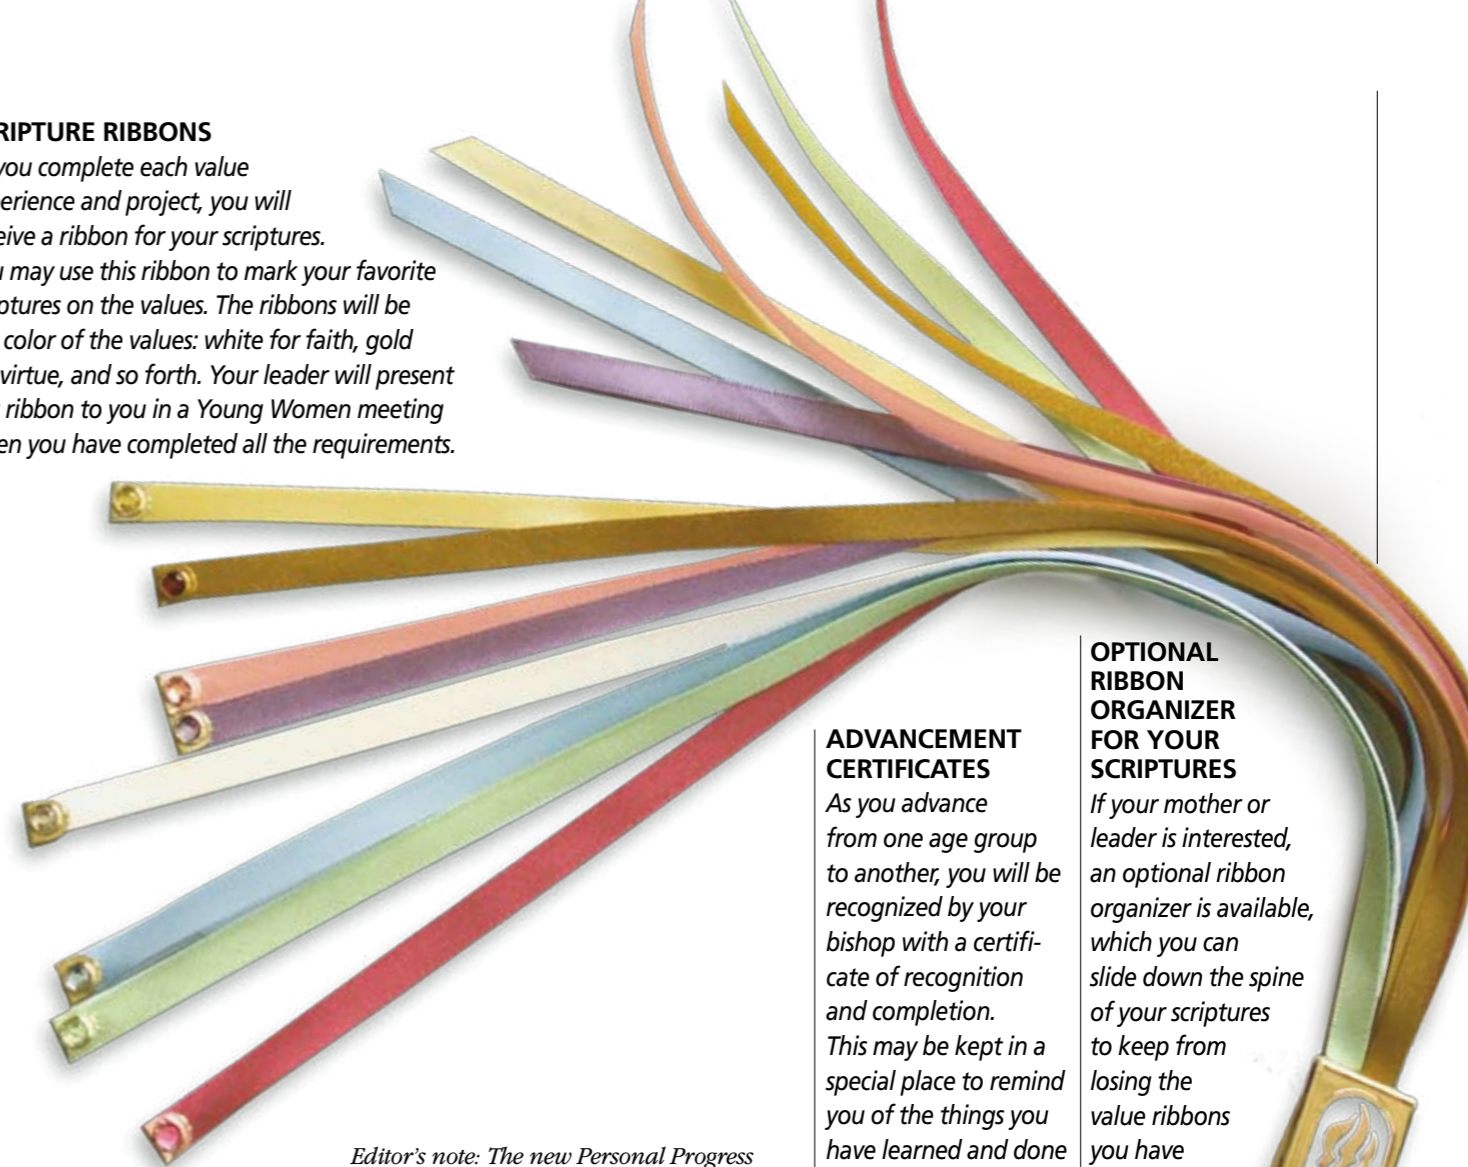 RIPTURE RIBBONS
you complete each value
erience and project, you will
eive a ribbon for your scriptures.
u may use this ribbon to mark your favorite
iptures on the values. The ribbons will be
color of the values: white for faith, gold
virtue, and so forth. Your leader will present
ribbon to you in a Young Women meeting
en you have completed all the requirements.
Editor's note: The new Personal Progress
ADVANCEMENT
CERTIFICATES
As you advance
from one age group
to another, you will be
recognized by your
bishop with a certifi-
cate of recognition
and completion.
This may be kept in a
special place to remind
you of the things you
have learned and done
OPTIONAL
RIBBON
ORGANIZER
FOR YOUR
SCRIPTURES
If your mother or
leader is interested,
an optional ribbon
organizer is available,
which you can
slide down the spine
of your scriptures
to keep from
losing the
value ribbons
you have